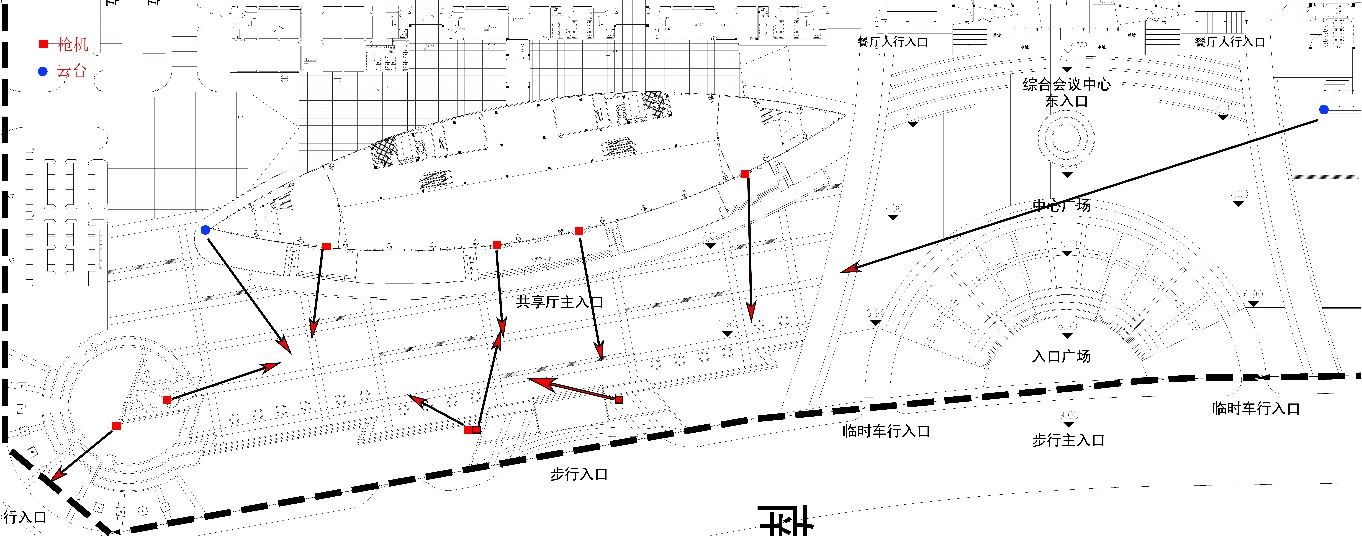 枪机
云台
餐厅人行入口
餐厅人行入口
综合会议中心
东入口
中心广场
共享厅主入口
入口广场
临时车行入口
临时车行入口
步行主入口
步行入口
行入口